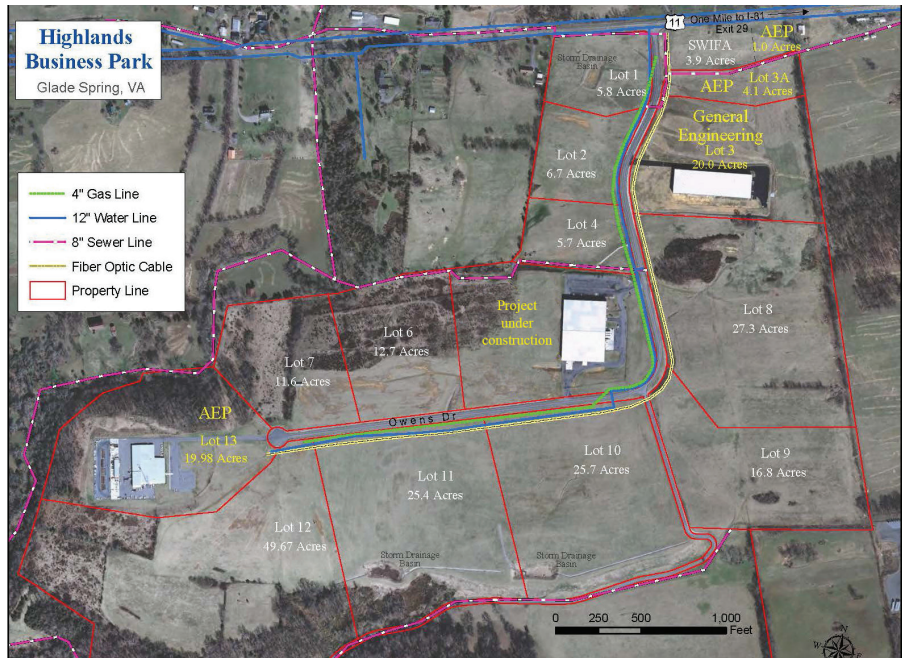 Highlands
Business Park
Glade Spring, VA
11
One Mile to I-81
Exit 29
SWIFA
3.9 Acres
AEP
1.0 Acres
Storm Drainage
Basin
Lot 1
5.8 Acres
AEP
Lot 3A
4.1 Acres
General
Engineering
Lot 3
20.0 Acres
Lot 2
6.7 Acres
4" Gas Line
12" Water Line
8" Sewer Line
Fiber Optic Cable
Property Line
Lot 4
5.7 Acres
Project
under
construction
Lot 8
27.3 Acres
Lot 6
12.7 Acres
Lot 7
11.6 Acres
Owens Dr
AEP
Lot 13
19.98 Acres
Lot 10
25.7 Acres
Lot 9
16.8 Acres
Lot 11
25.4 Acres
Lot 12
49.67 Acres
Storm Drainage
Basin
Storm Drainage
Basin
0 250 500 1,000
Feet
N
W E
S